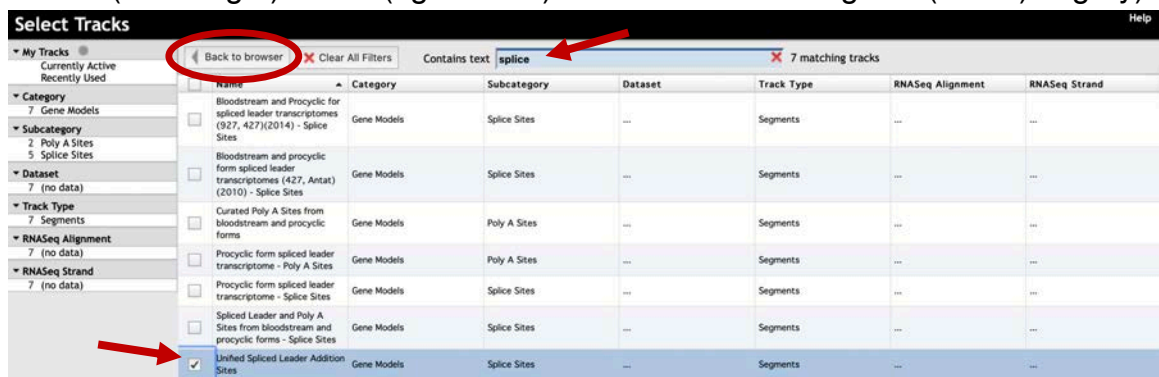 Select Tracks
Help
My Tracks
Currently Active
Recently Used
Category
7 Gene Models
Subcategory
2 Poly A Sites
5 Splice Sites
Dataset
7 (no data)
Track Type
7 Segments
RNASeq Alignment
7 (no data)
RNASeq Strand
7 (no data)
Back to browser
Clear All Filters
Contains text splice
7 matching tracks
Name Category Subcategory Dataset Track Type RNASeq Alignment RNASeq Strand
Bloodstream and Procyclic for
spliced leader transcriptomes
(927, 427)(2014) - Splice
Sites
Gene Models Splice Sites ... Segments ... ...
Bloodstream and procyclic
form spliced leader
transcriptomes (427, Antat)
(2010) - Splice Sites
Gene Models Splice Sites ... Segments ... ...
Curated Poly A Sites from
bloodstream and procyclic
forms
Gene Models Poly A Sites ... Segments ... ...
Procyclic form spliced leader
transcriptome - Poly A Sites
Gene Models Poly A Sites ... Segments ... ...
Procyclic form spliced leader
transcriptome - Splice Sites
Gene Models Splice Sites ... Segments ... ...
Spliced Leader and Poly A
Sites from bloodstream and
procyclic forms - Splice Sites
Gene Models Splice Sites ... Segments ... ...
Unified Spliced Leader Addition
Sites
Gene Models Splice Sites ... Segments ... ...